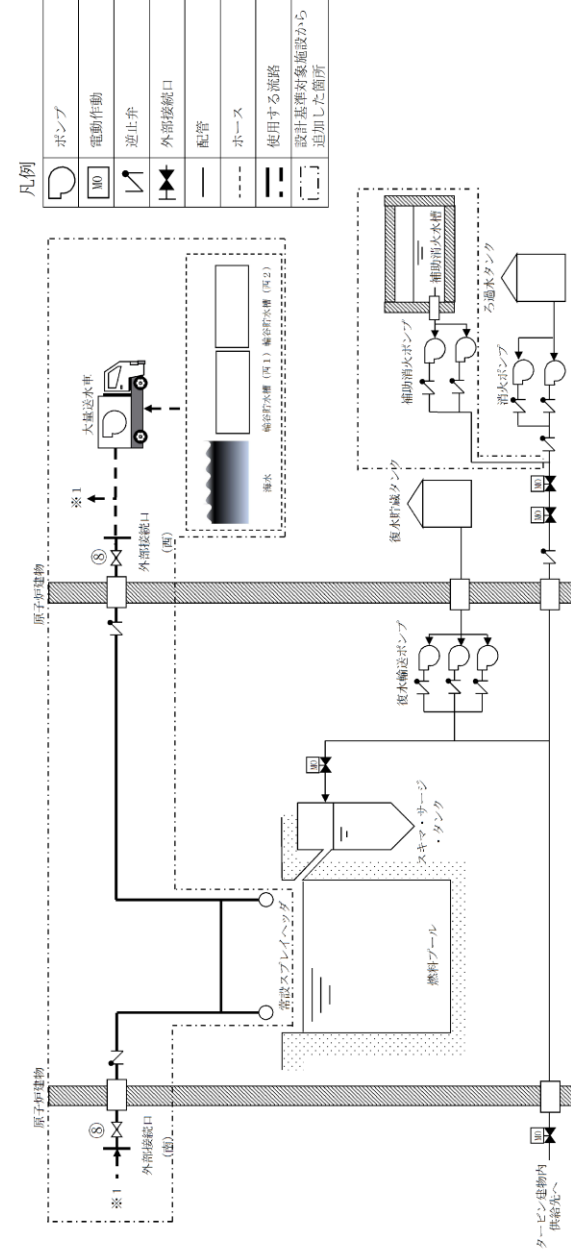 凡例
ポンプ
MO
電動作動
逆止弁
外部接続口
配管
ホース
使用する流路
設計基準対象施設から
追加した箇所
原子炉建物
原子炉建物
※1
⑧
外部接続口
(南)
⑧
外部接続口
(西)
※1
大量送水車
海水
輪谷貯水槽(西1)
輪谷貯水槽(西2)
常設スプレイヘッダ
燃料プール
スキマ・サージ
・タンク
MO
復水輸送ポンプ
復水貯蔵タンク
補助消火ポンプ
補助消火水槽
消火ポンプ
ろ過水タンク
MO
MO
MO
タービン建物内
供給先へ